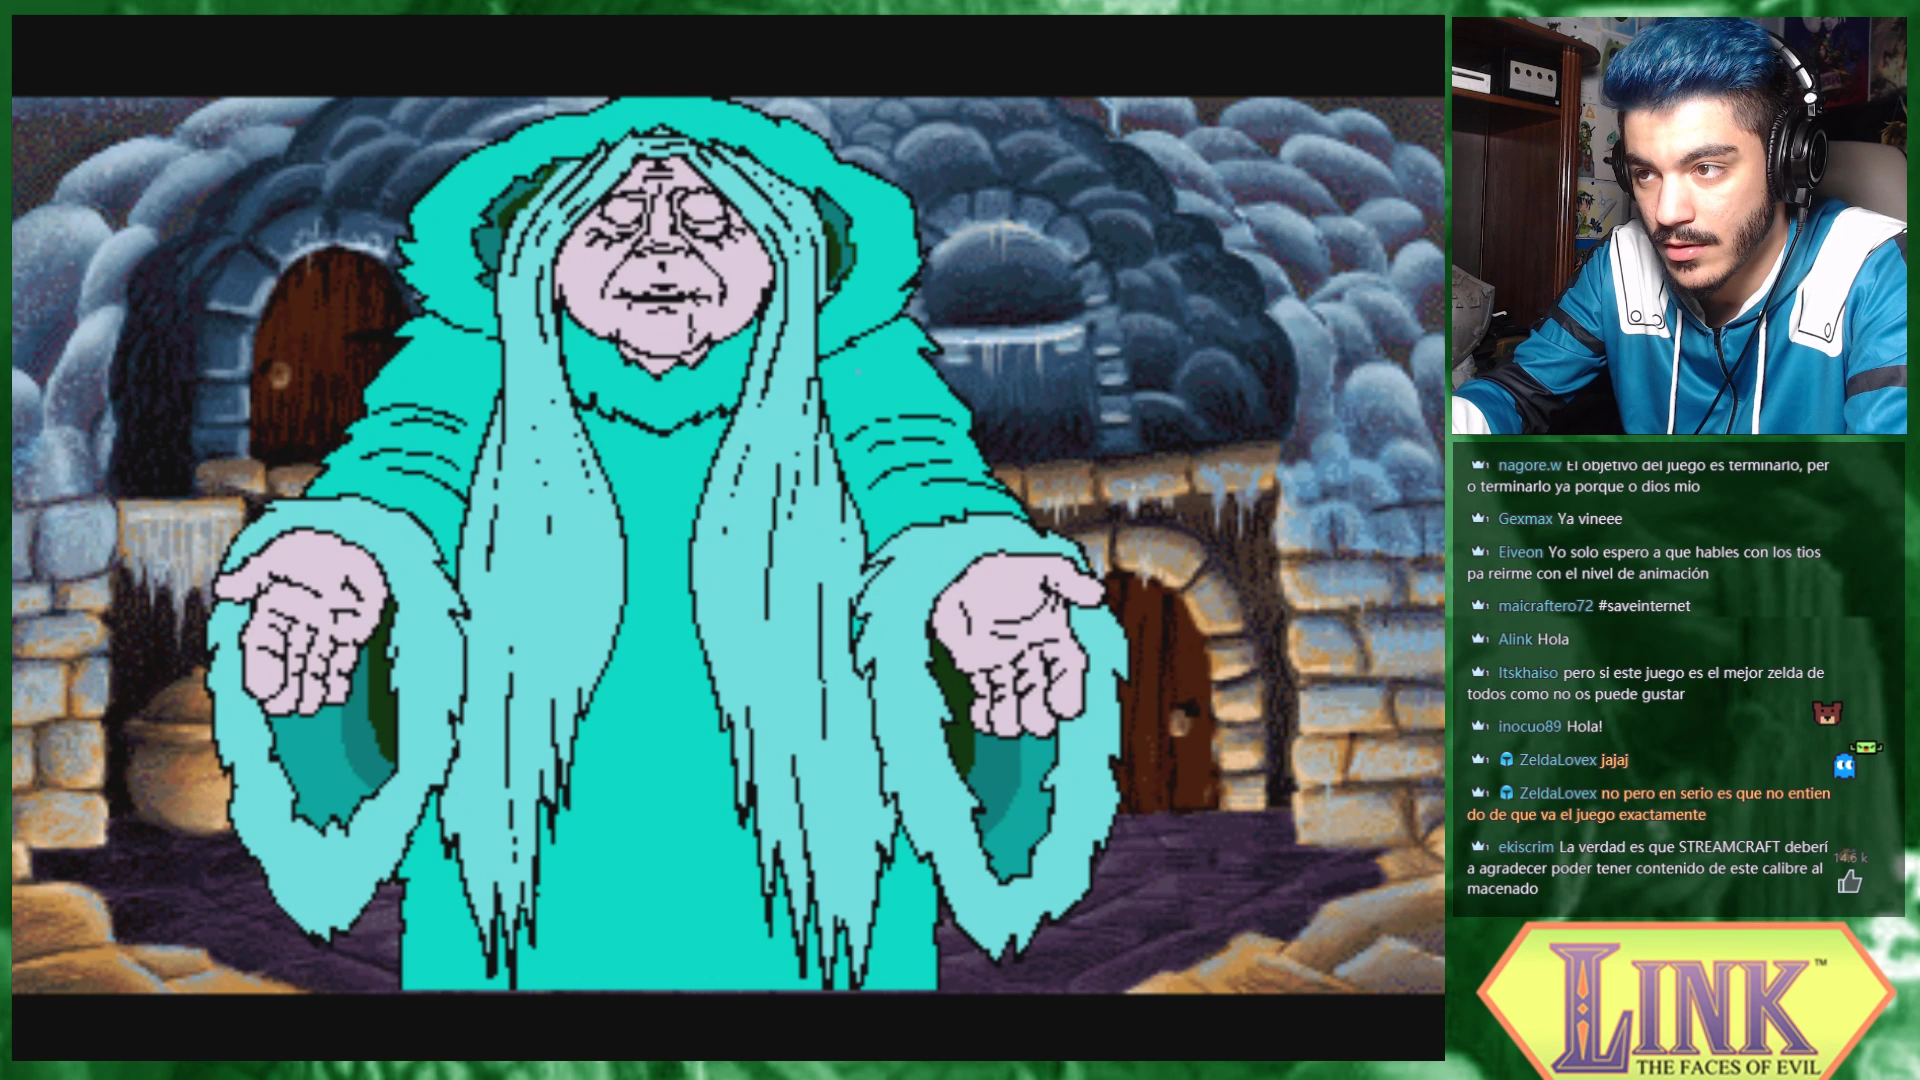 nagore.w El objetivo del juego es terminarlo, per
o terminarlo ya porque o dios mio
Gexmax Ya vineee
Eiveon Yo solo espero a que hables con los tios
pa reirme con el nivel de animación
maicraftero72 #saveinternet
Alink Hola
Itskhaiso pero si este juego es el mejor zelda de
todos como no os puede gustar
inocuo89 Hola!
ZeldaLovex jajaj
ZeldaLovex no pero en serio es que no entien
do de que va el juego exactamente
ekiscrim La verdad es que STREAMCRAFT deberí
a agradecer poder tener contenido de este calibre al
macenado
14.6 k
LINK™
THE FACES OF EVIL